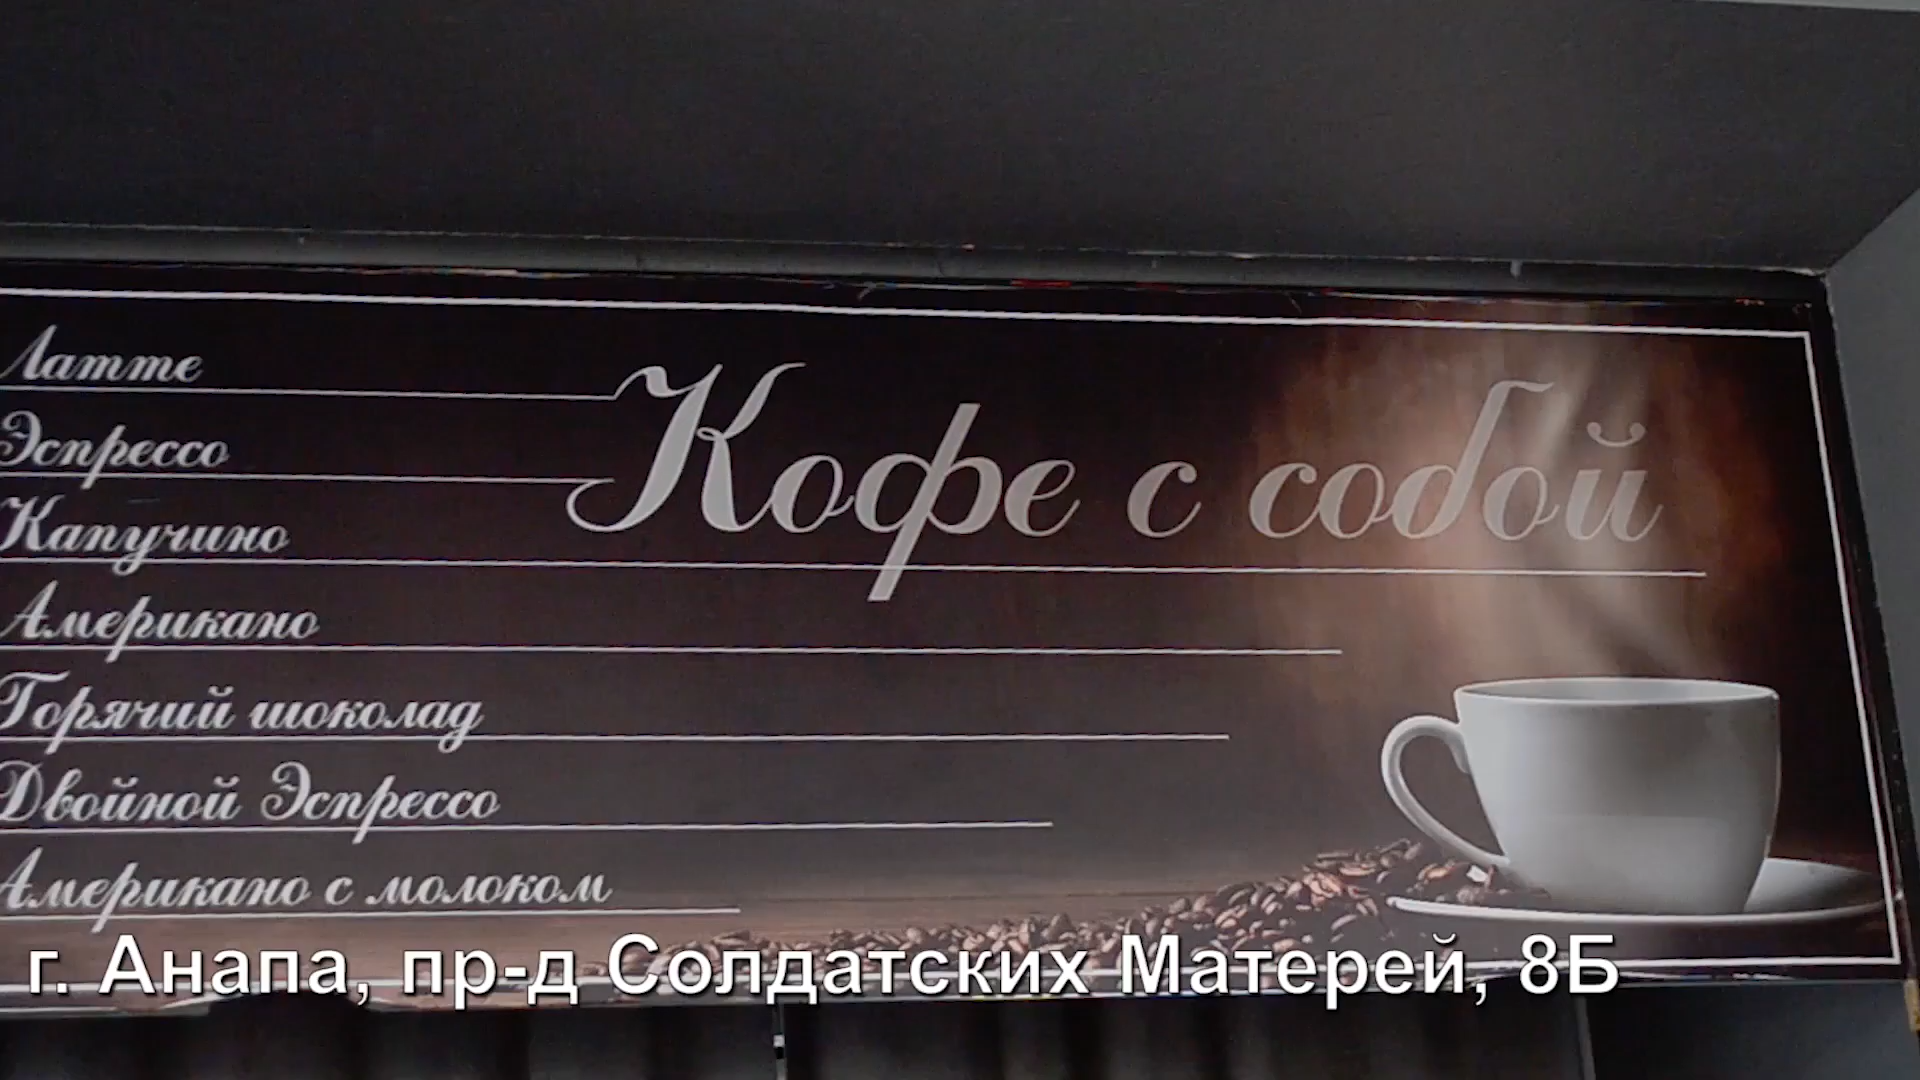 Латте
Эспрессо
Капучино
Американо
Горячий шоколад
Двойной Эспрессо
Американо с молоком
Кофе с собой
г. Анапа, пр-д Солдатских Матерей, 8Б